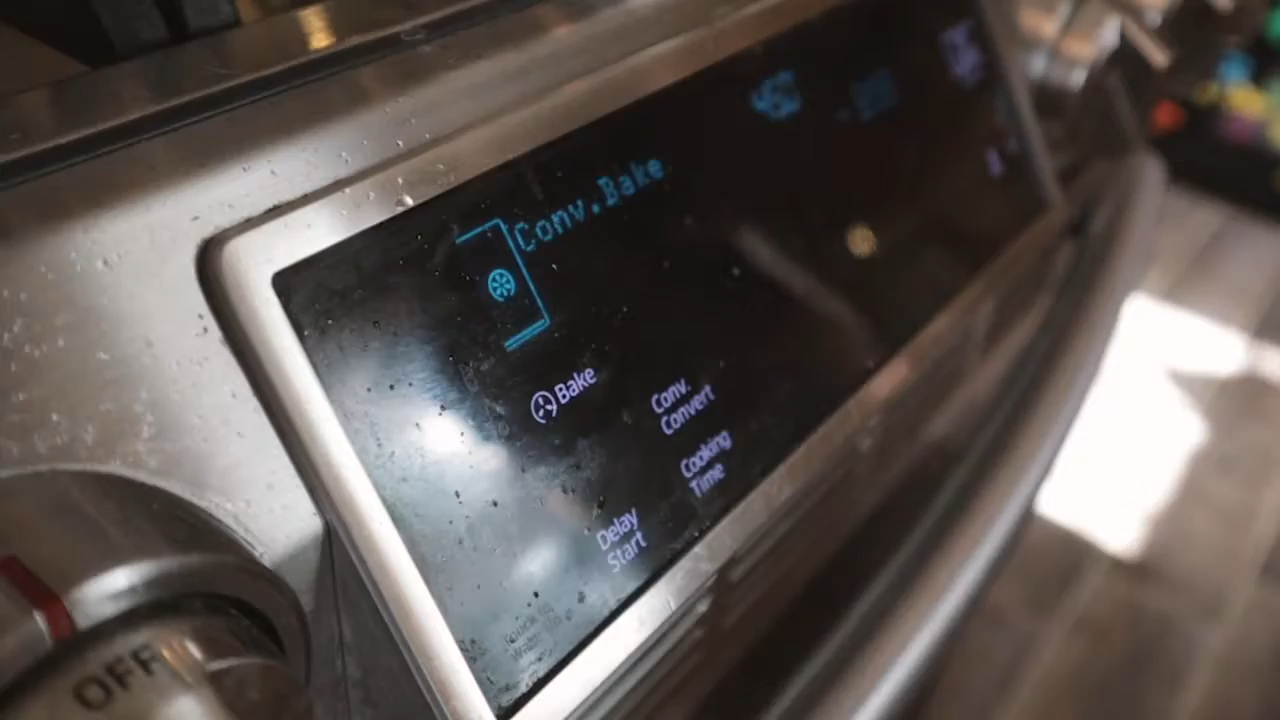 Conv.Bake
Bake
Conv.
Convert
Cooking
Time
Delay
Start
OFF